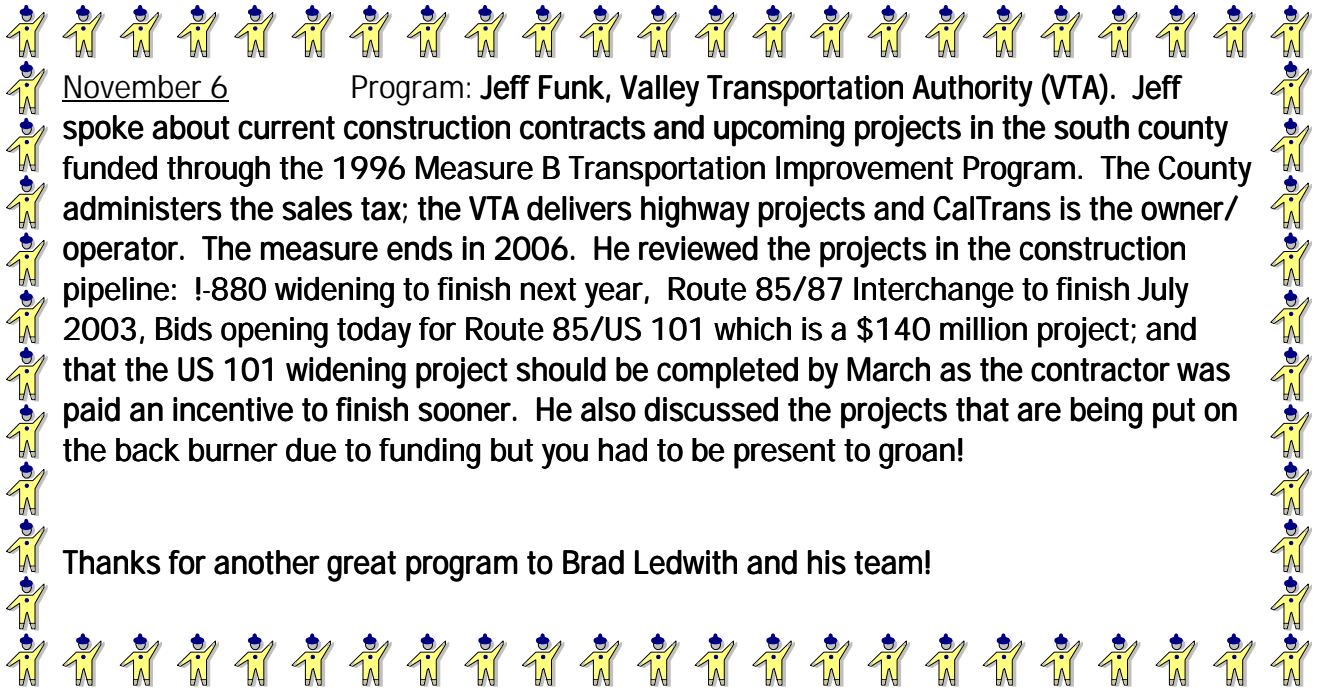 November 6 Program: Jeff Funk, Valley Transportation Authority (VTA). Jeff
spoke about current construction contracts and upcoming projects in the south county
funded through the 1996 Measure B Transportation Improvement Program. The County
administers the sales tax; the VTA delivers highway projects and CalTrans is the owner/
operator. The measure ends in 2006. He reviewed the projects in the construction
pipeline: !-880 widening to finish next year, Route 85/87 Interchange to finish July
2003, Bids opening today for Route 85/US 101 which is a $140 million project; and
that the US 101 widening project should be completed by March as the contractor was
paid an incentive to finish sooner. He also discussed the projects that are being put on
the back burner due to funding but you had to be present to groan!
Thanks for another great program to Brad Ledwith and his team!